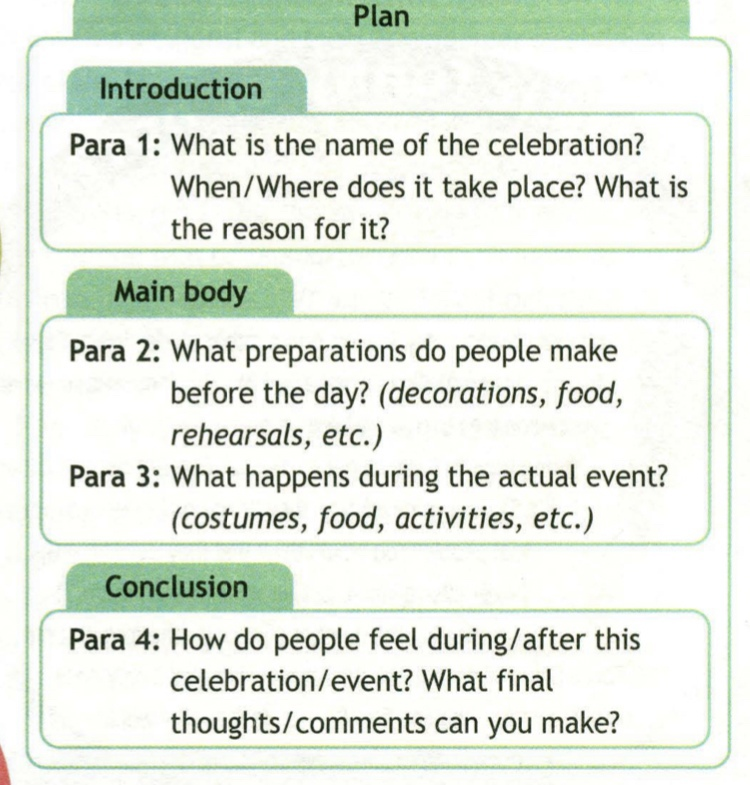 Plan
Introduction
Para 1: What is the name of the celebration?
When/Where does it take place? What is
the reason for it?
Main body
Para 2: What preparations do people make
before the day? (decorations, food,
rehearsals, etc.)
Para 3: What happens during the actual event?
(costumes, food, activities, etc.)
Conclusion
Para 4: How do people feel during/after this
celebration/event? What final
thoughts/comments can you make?